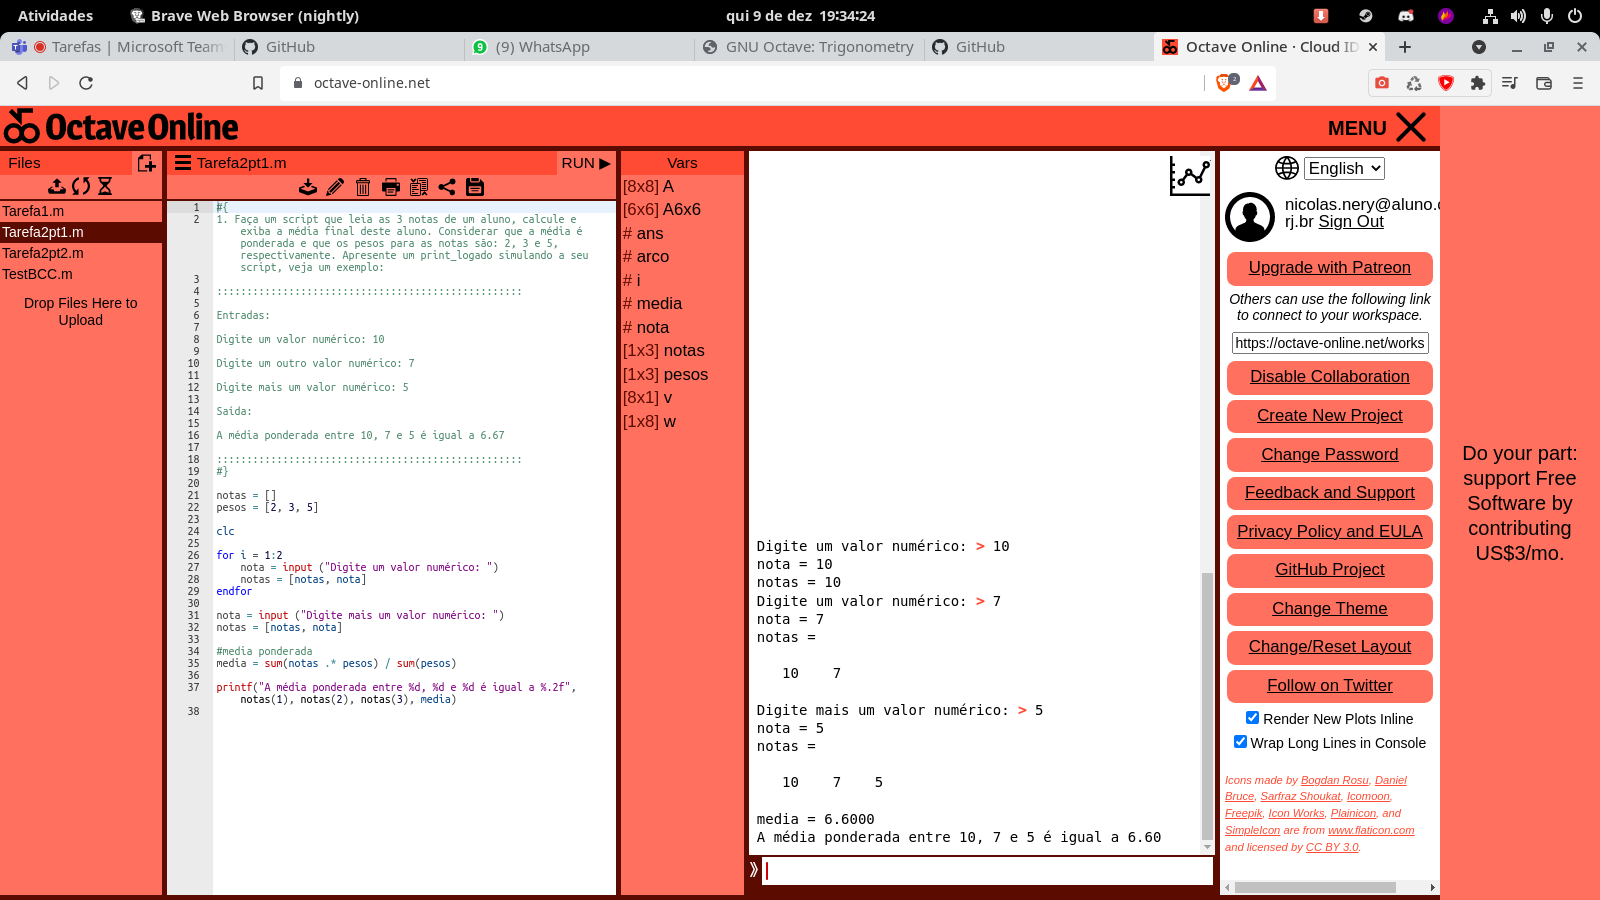 Atividades
Brave Web Browser (nightly)
qui 9 de dez 19:34:24
Tarefas | Microsoft Team
GitHub
(9) WhatsApp
GNU Octave: Trigonometry
GitHub
Octave Online · Cloud ID
octave-online.net
2
Octave Online
MENU
Files
Tarefa1.m
Tarefa2pt1.m
Tarefa2pt2.m
TestBCC.m
Drop Files Here to
Upload
Tarefa2pt1.m
RUN ▶
1 #{
2 1. Faça um script que leia as 3 notas de um aluno, calcule e
exiba a média final deste aluno. Considerar que a média é
ponderada e que os pesos para as notas são: 2, 3 e 5,
respectivamente. Apresente um print_logado simulando a seu
script, veja um exemplo:
3
4 :::::::::::::::::::::::::::::::::::::::::::::::::::
5
6 Entradas:
7
8 Digite um valor numérico: 10
9
10 Digite um outro valor numérico: 7
11
12 Digite mais um valor numérico: 5
13
14 Saida:
15
16 A média ponderada entre 10, 7 e 5 é igual a 6.67
17
18 :::::::::::::::::::::::::::::::::::::::::::::::::::
19 #}
20
21 notas = []
22 pesos = [2, 3, 5]
23
24 clc
25
26 for i = 1:2
27 nota = input ("Digite um valor numérico: ")
28 notas = [notas, nota]
29 endfor
30
31 nota = input ("Digite mais um valor numérico: ")
32 notas = [notas, nota]
33
34 #media ponderada
35 media = sum(notas .* pesos) / sum(pesos)
36
37 printf("A média ponderada entre %d, %d e %d é igual a %.2f",
notas(1), notas(2), notas(3), media)
38
Vars
[8x8] A
[6x6] A6x6
# ans
# arco
# i
# media
# nota
[1x3] notas
[1x3] pesos
[8x1] v
[1x8] w
Digite um valor numérico: > 10
nota = 10
notas = 10
Digite um valor numérico: > 7
nota = 7
notas =
10 7
Digite mais um valor numérico: > 5
nota = 5
notas =
10 7 5
media = 6.6000
A média ponderada entre 10, 7 e 5 é igual a 6.60
English
nicolas.nery@aluno.
rj.br Sign Out
Upgrade with Patreon
Others can use the following link
to connect to your workspace.
https://octave-online.net/works
Disable Collaboration
Create New Project
Change Password
Feedback and Support
Privacy Policy and EULA
GitHub Project
Change Theme
Change/Reset Layout
Follow on Twitter
Render New Plots Inline
Wrap Long Lines in Console
Icons made by Bogdan Rosu, Daniel
Bruce, Sarfraz Shoukat, Icomoon,
Freepik, Icon Works, Plainicon, and
SimpleIcon are from www.flaticon.com
and licensed by CC BY 3.0.
Do your part:
support Free
Software by
contributing
US$3/mo.